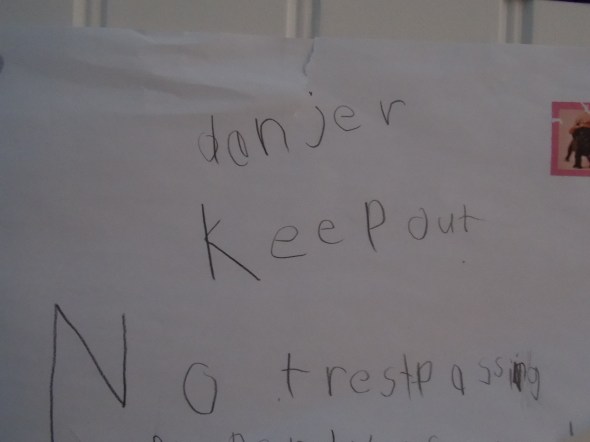 danjer
Keep out
No trestpassing